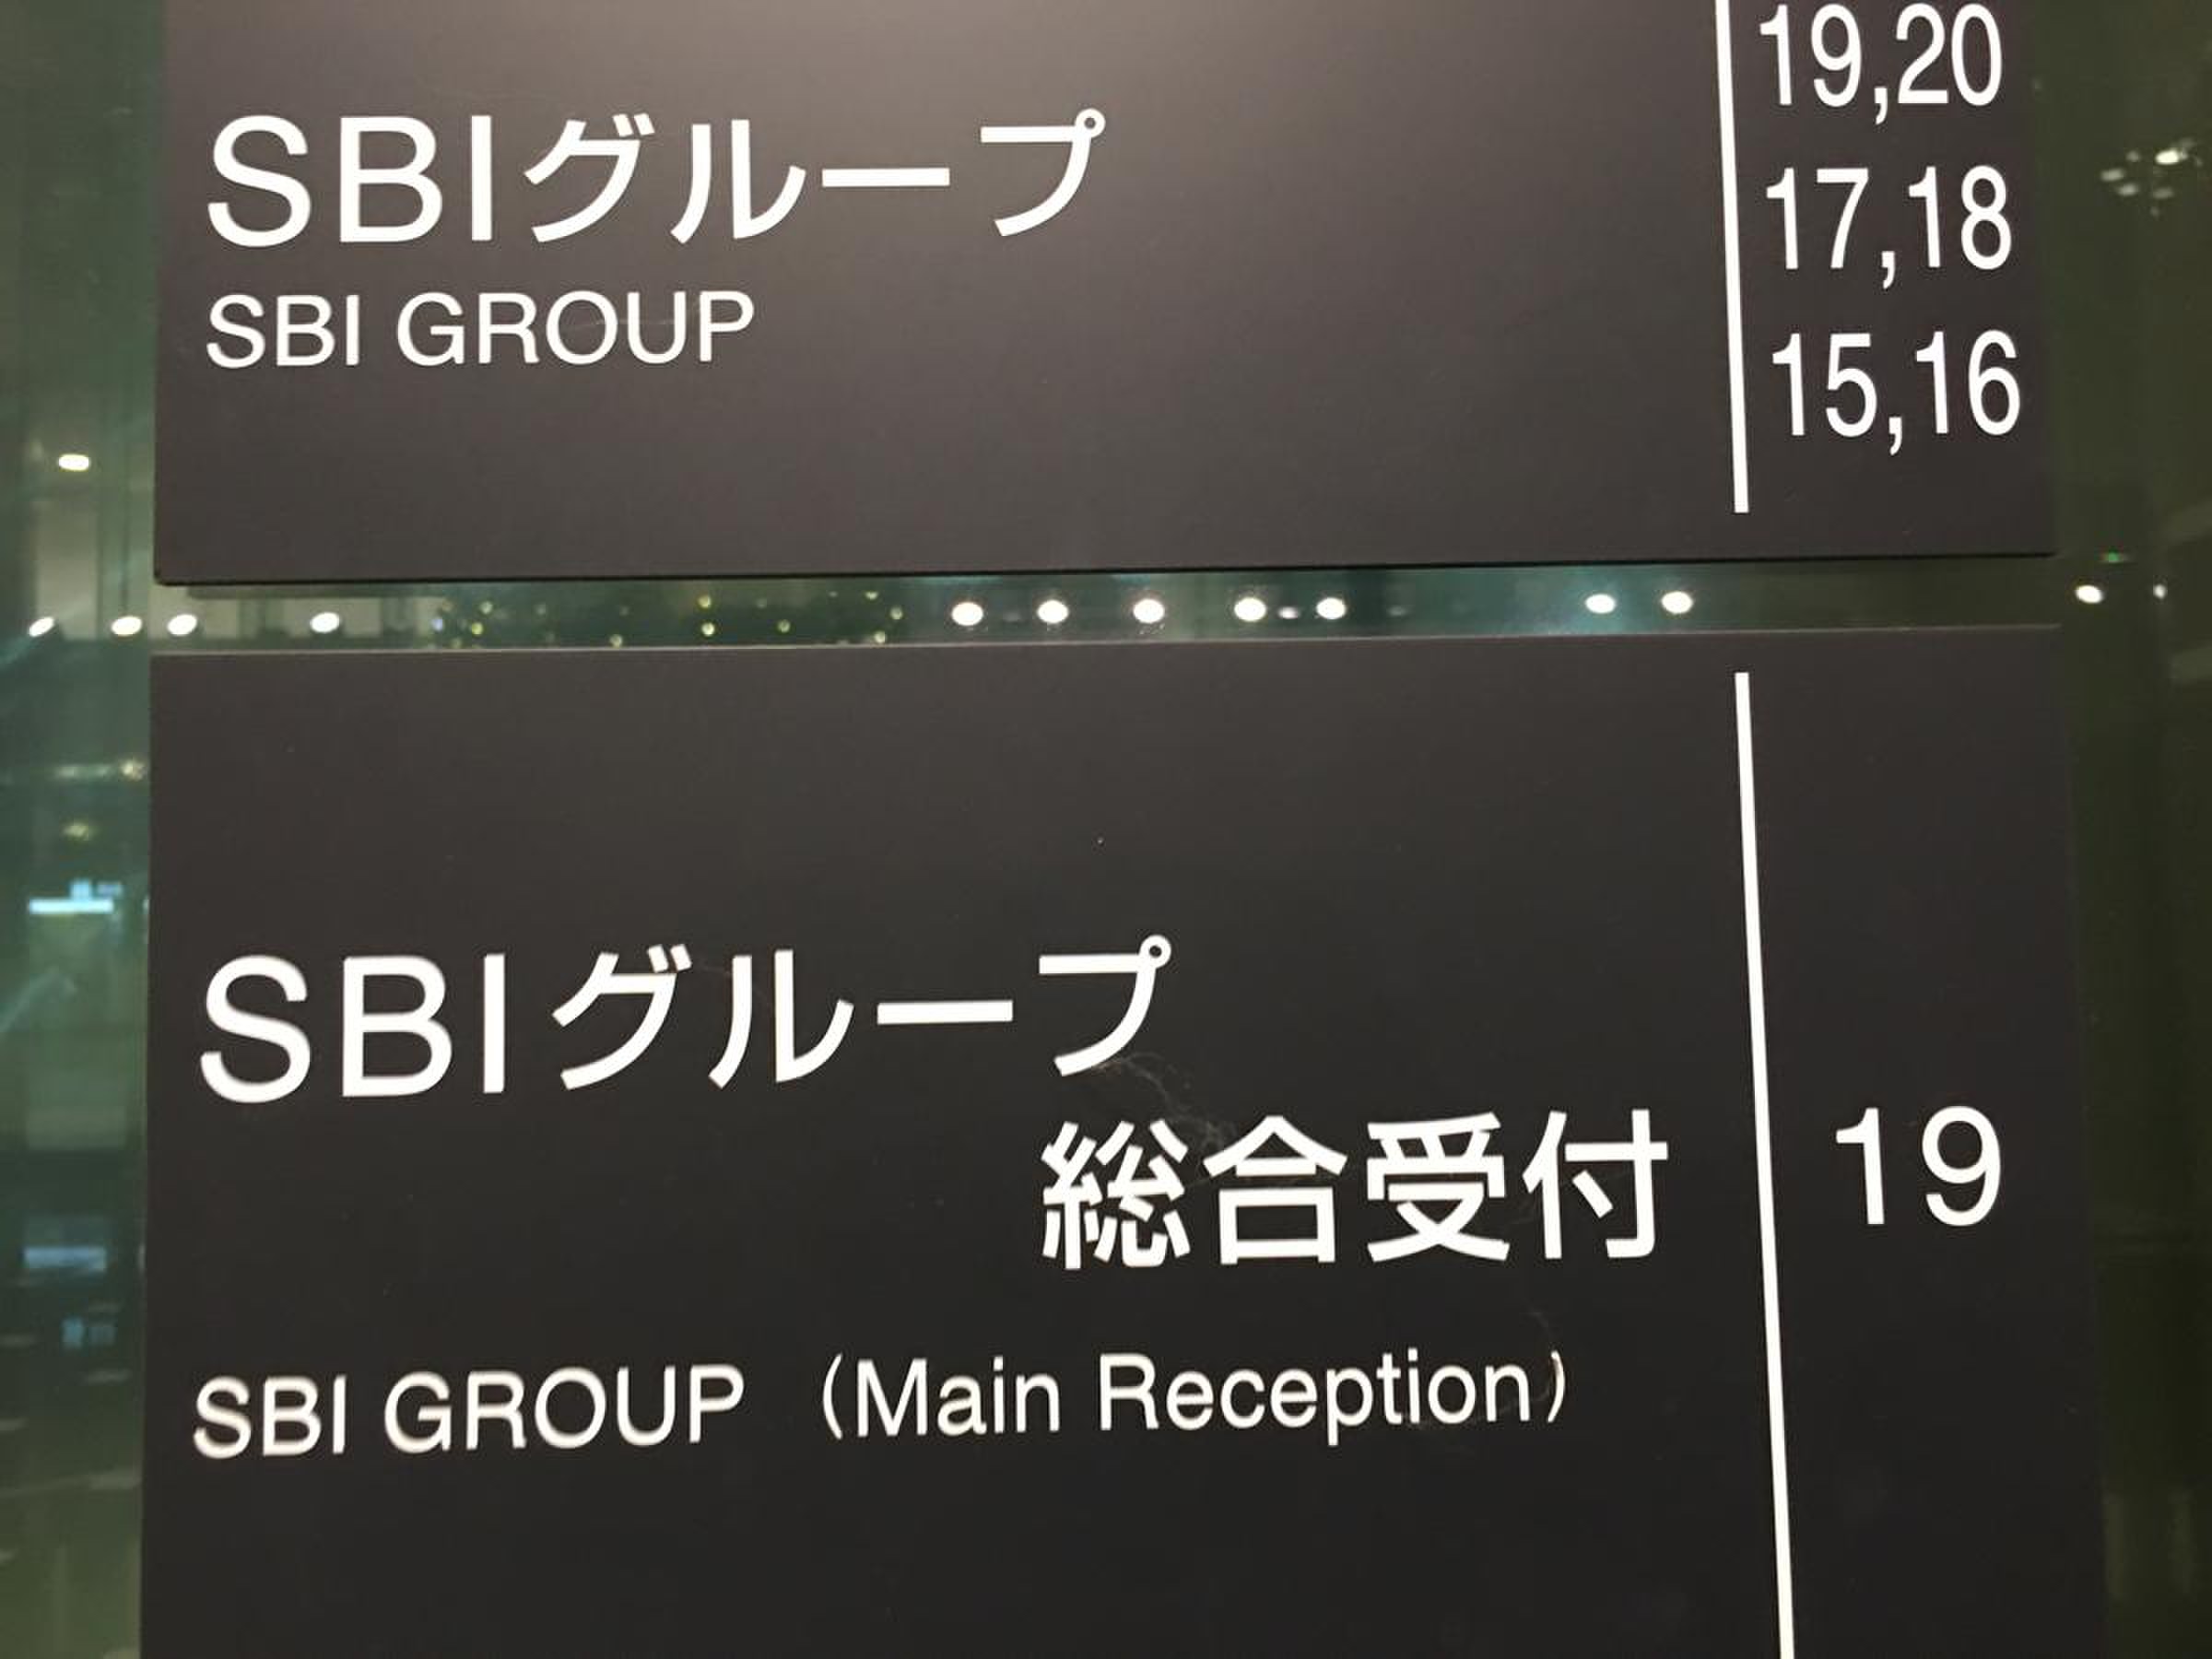 SBIグループ
SBI GROUP
19,20
17,18
15,16
SBIグループ
総合受付
19
SBI GROUP （Main Reception）